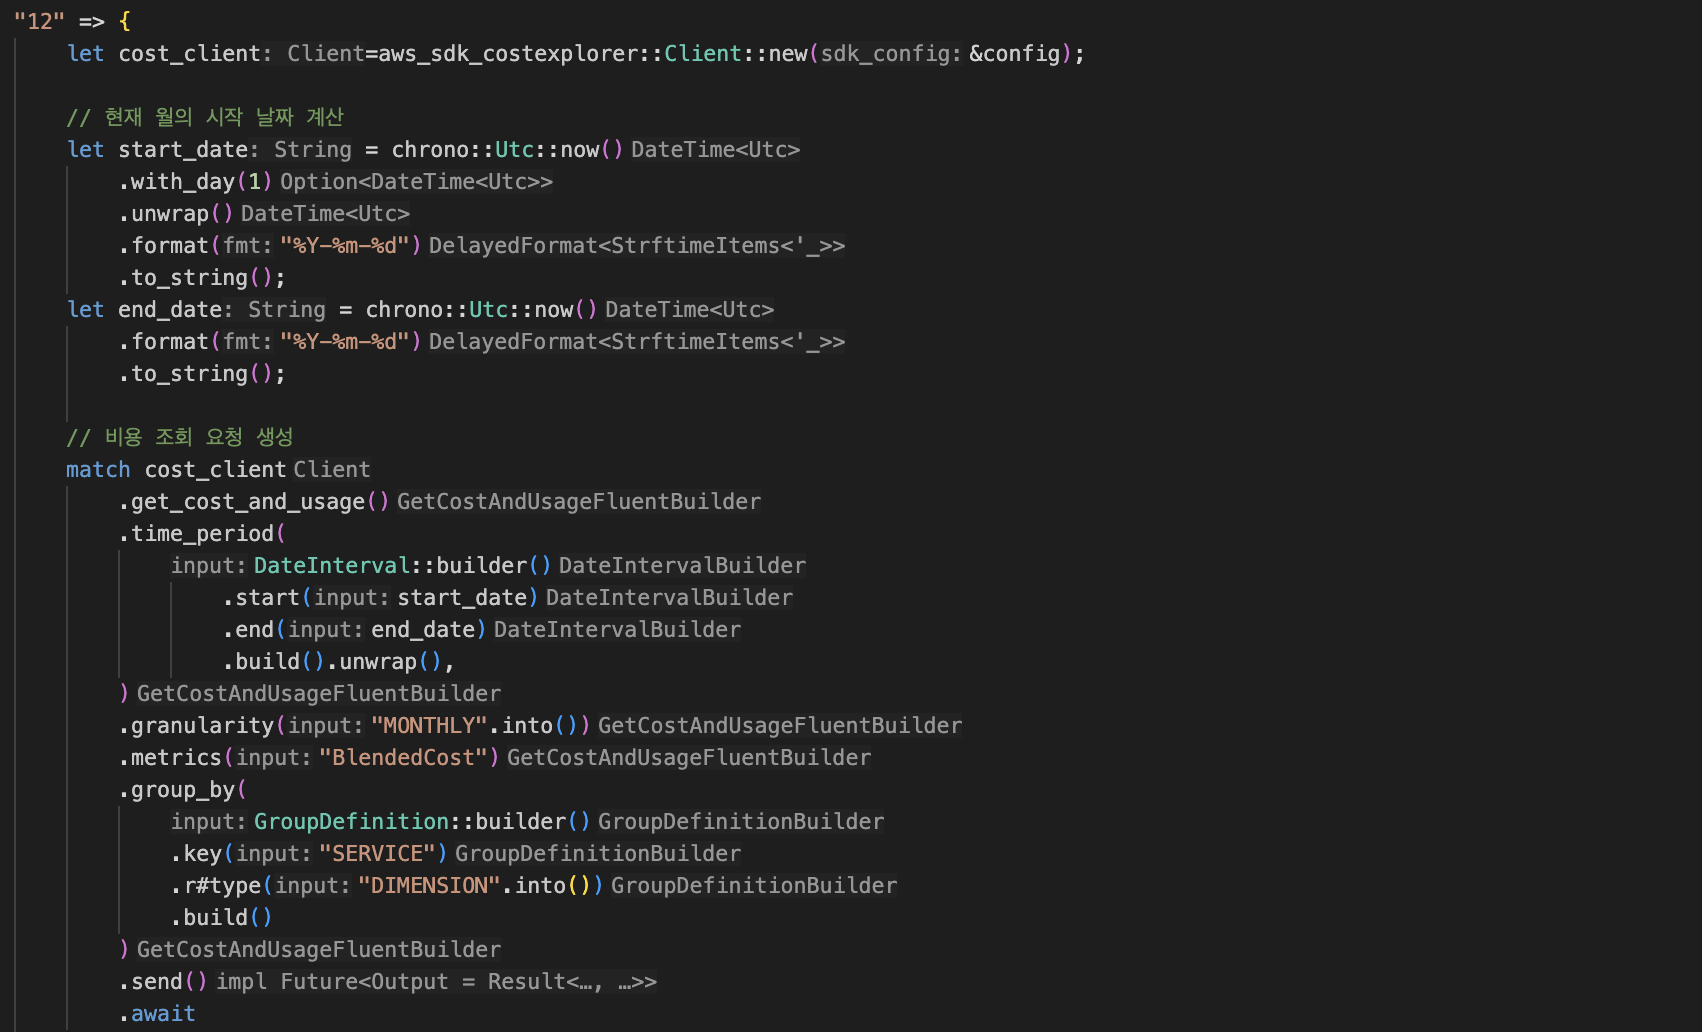 "12" => {
let cost_client: Client=aws_sdk_costexplorer::Client::new(sdk_config: &config);
// 현재 월의 시작 날짜 계산
let start_date: String = chrono::Utc::now() DateTime<Utc>
.with_day(1) Option<DateTime<Utc>>
.unwrap() DateTime<Utc>
.format(fmt: "%Y-%m-%d") DelayedFormat<StrftimeItems<'_>>
.to_string();
let end_date: String = chrono::Utc::now() DateTime<Utc>
.format(fmt: "%Y-%m-%d") DelayedFormat<StrftimeItems<'_>>
.to_string();
// 비용 조회 요청 생성
match cost_client Client
.get_cost_and_usage() GetCostAndUsageFluentBuilder
.time_period(
input: DateInterval::builder() DateIntervalBuilder
.start(input: start_date) DateIntervalBuilder
.end(input: end_date) DateIntervalBuilder
.build().unwrap(),
) GetCostAndUsageFluentBuilder
.granularity(input: "MONTHLY".into()) GetCostAndUsageFluentBuilder
.metrics(input: "BlendedCost") GetCostAndUsageFluentBuilder
.group_by(
input: GroupDefinition::builder() GroupDefinitionBuilder
.key(input: "SERVICE") GroupDefinitionBuilder
.r#type(input: "DIMENSION".into()) GroupDefinitionBuilder
.build()
) GetCostAndUsageFluentBuilder
.send() impl Future<Output = Result<…, …>>
.await